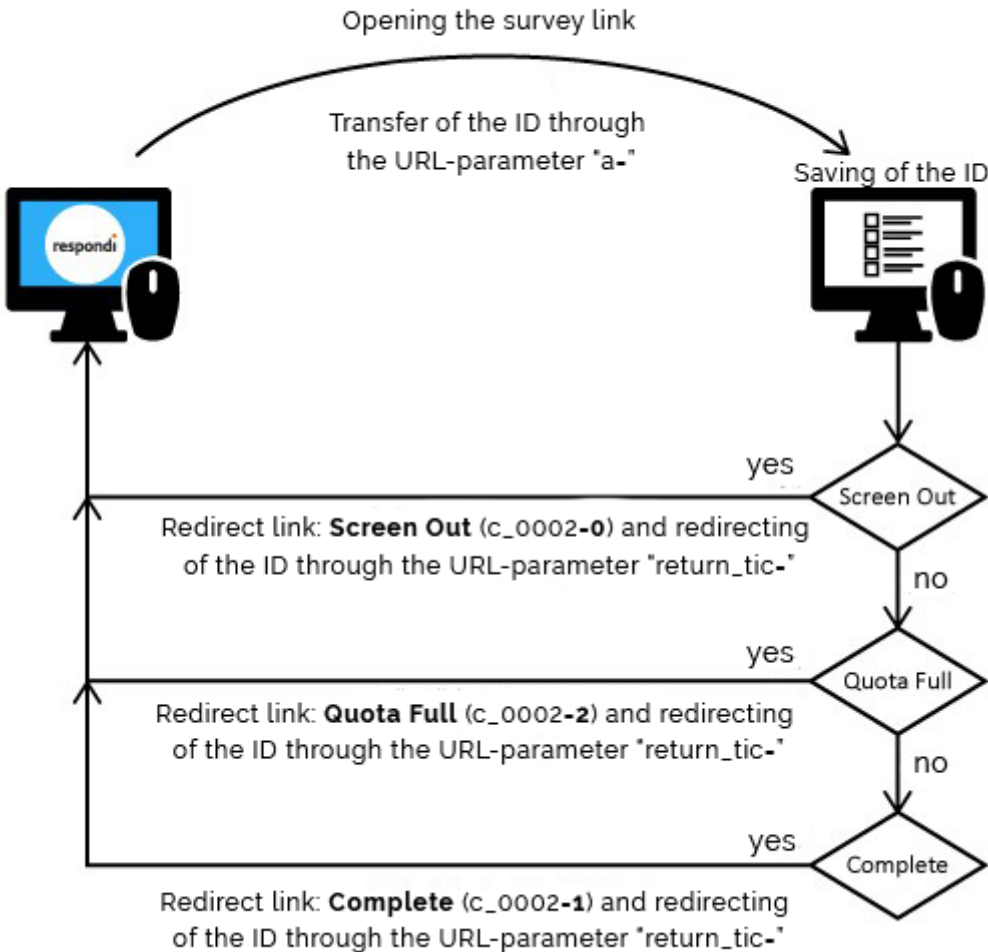 Opening the survey link
Transfer of the ID through
the URL-parameter "a-"
Saving of the ID
respondi
yes
Screen Out
Redirect link: Screen Out (c_0002-0) and redirecting
of the ID through the URL-parameter "return_tic-"
no
yes
Quota Full
Redirect link: Quota Full (c_0002-2) and redirecting
of the ID through the URL-parameter "return_tic-"
no
yes
Complete
Redirect link: Complete (c_0002-1) and redirecting
of the ID through the URL-parameter "return_tic-"